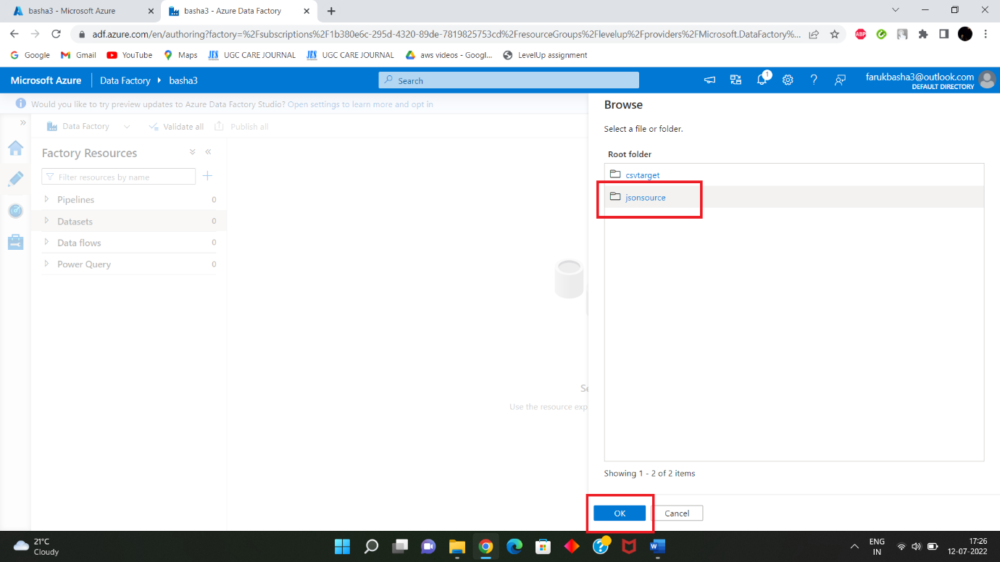 basha3 - Microsoft Azure
basha3 - Azure Data Factory
adf.azure.com/en/authoring?factory=%2Fsubscriptions%2F1b380e6c-295d-4320-89de-7819825753cd%2FresourceGroups%2Flevelup%2Fproviders%2FMicrosoft.DataFactory%...
ABP
Google
Gmail
YouTube
Maps
JES UGC CARE JOURNAL
JES UGC CARE JOURNAL
aws videos - Googl...
LevelUp assignment
Microsoft Azure
Data Factory
basha3
Search
1
farukbasha3@outlook.com
DEFAULT DIRECTORY
Would you like to try preview updates to Azure Data Factory Studio? Open settings to learn more and opt in
Data Factory
Validate all
Publish all
Factory Resources
Filter resources by name
Pipelines 0
Datasets 0
Data flows 0
Power Query 0
Se
Use the resource exp
Browse
Select a file or folder.
Root folder
csvtarget
jsonsource
Showing 1 - 2 of 2 items
OK
Cancel
21°C
Cloudy
ENG
IN
17:26
12-07-2022